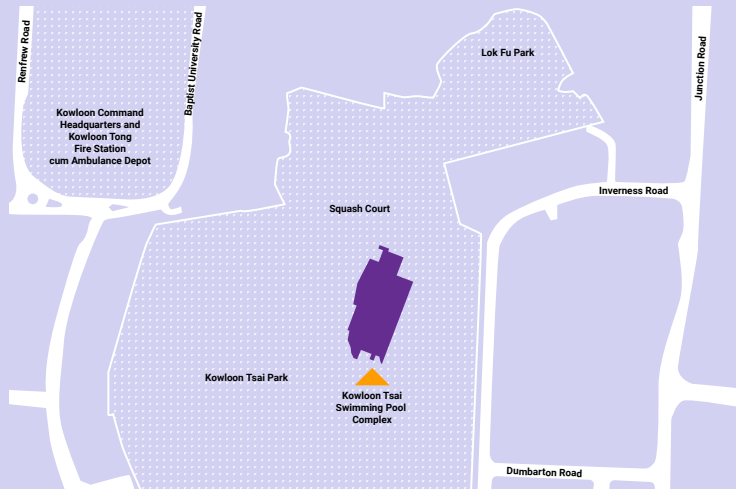 Renfrew Road
Baptist University Road
Lok Fu Park
Junction Road
Kowloon Command
Headquarters and
Kowloon Tong
Fire Station
cum Ambulance Depot
Inverness Road
Squash Court
Kowloon Tsai Park
Kowloon Tsai
Swimming Pool
Complex
Dumbarton Road